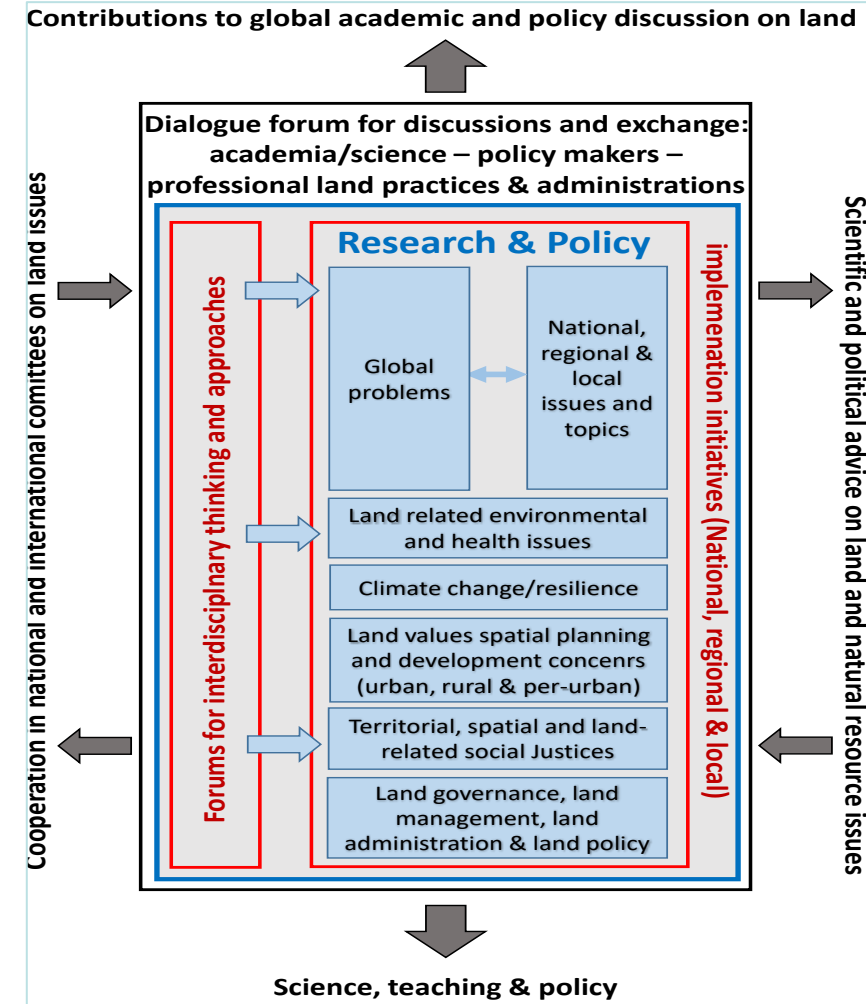 Contributions to global academic and policy discussion on land
Dialogue forum for discussions and exchange:
academia/science – policy makers –
professional land practices & administrations
Cooperation in national and international comittees on land issues
Forums for interdisciplinary thinking and approaches
Research & Policy
Global
problems
National,
regional &
local
issues and
topics
Land related environmental
and health issues
Climate change/resilience
Land values spatial planning
and development concenrs
(urban, rural & per-urban)
Territorial, spatial and land-
related social Justices
Land governance, land
management, land
administration & land policy
implemenation initiatives (National, regional & local)
Scientific and political advice on land and natural resource issues
Science, teaching & policy